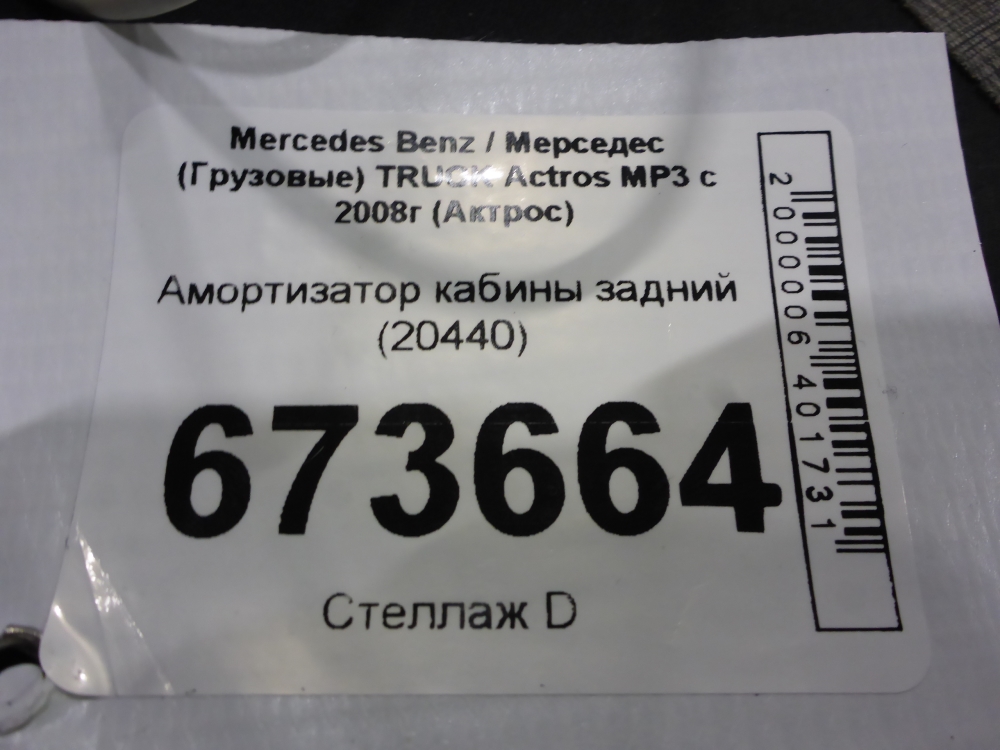 Mercedes Benz / Мерседес
(Грузовые) TRUCK Actros MP3 с
2008г (Актрос)
Амортизатор кабины задний
(20440)
673664
Стеллаж D
2000006401731